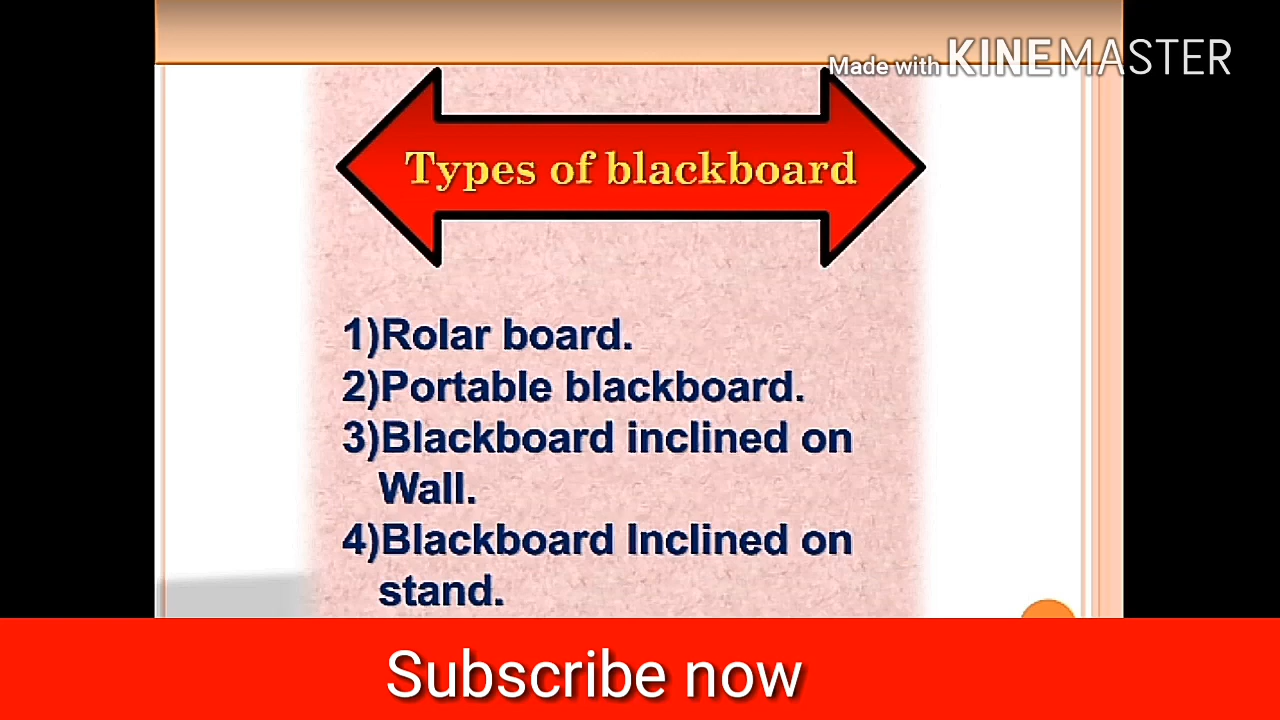 Made with KINEMASTER
Types of blackboard
1)Rolar board.
2)Portable blackboard.
3)Blackboard inclined on
Wall.
4)Blackboard Inclined on
stand.
Subscribe now